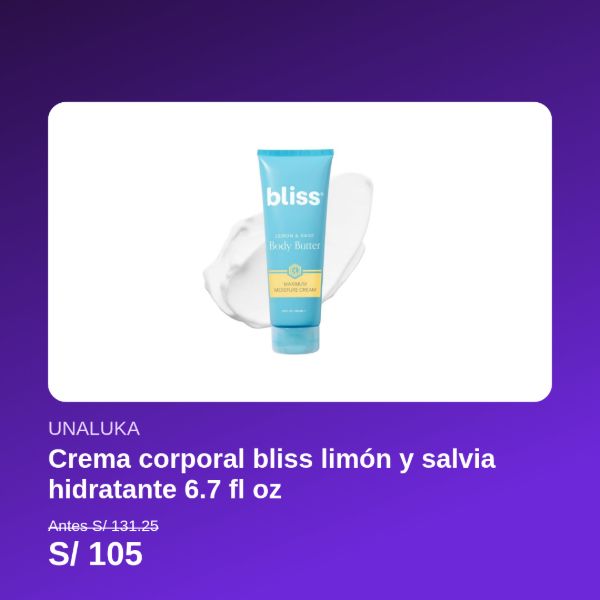 bliss
LEMON & SAGE
Body Butter
MAXIMUM
MOISTURE CREAM
UNALUKA
Crema corporal bliss limón y salvia
hidratante 6.7 fl oz
Antes S/ 131.25
S/ 105